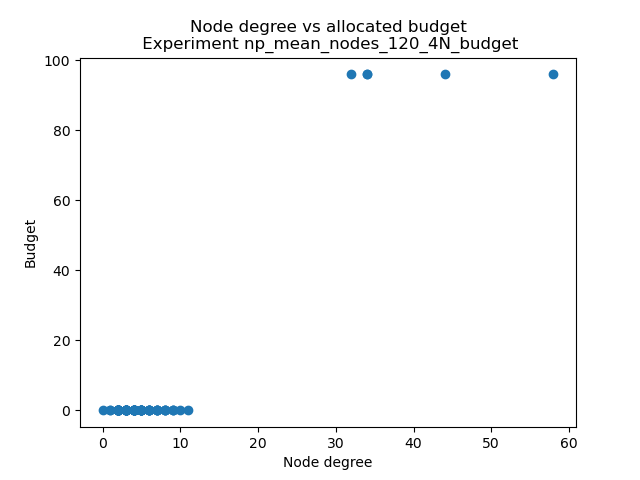 Node degree vs allocated budget
Experiment np_mean_nodes_120_4N_budget
100
80
60
40
20
0
Budget
0 10 20 30 40 50 60
Node degree